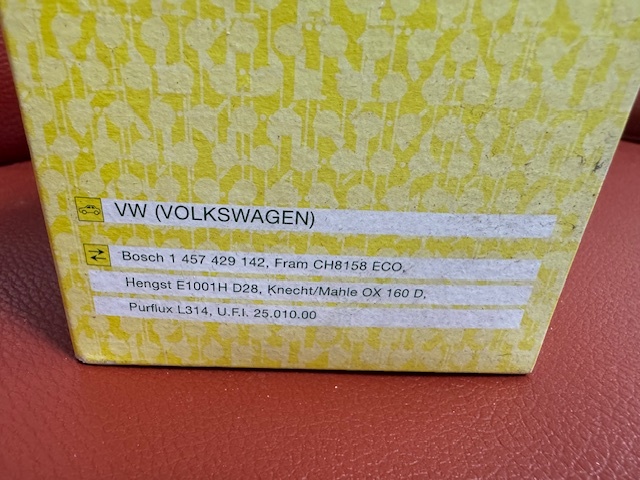 VW (VOLKSWAGEN)
Bosch 1 457 429 142, Fram CH8158 ECO,
Hengst E1001H D28, Knecht/Mahle OX 160 D,
Purflux L314, U.F.I. 25.010.00